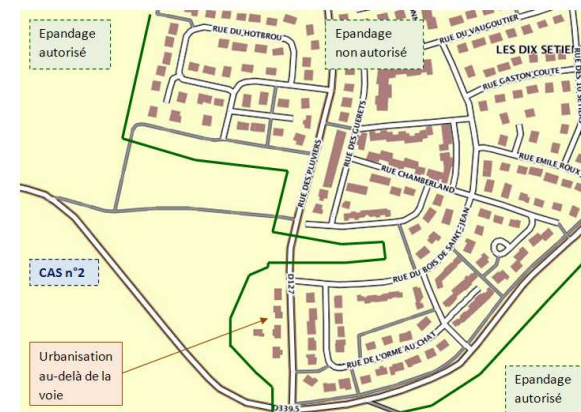 Epandage
autorisé
RUE DU HOTBROU
Epandage
non autorisé
RUE DU VAUGOUTIER
LES DIX SETIE
RUE GASTON COUTE
RUE DES PLUVIERS
RUE DES GUERETS
RUE CHAMBERLAND
RUE EMILE ROUX
CAS n°2
D127
RUE DU BOIS DE SAINT-JEAN
Urbanisation
au-delà de la
voie
RUE DE L'ORME AU CHAT
D339.5
Epandage
autorisé